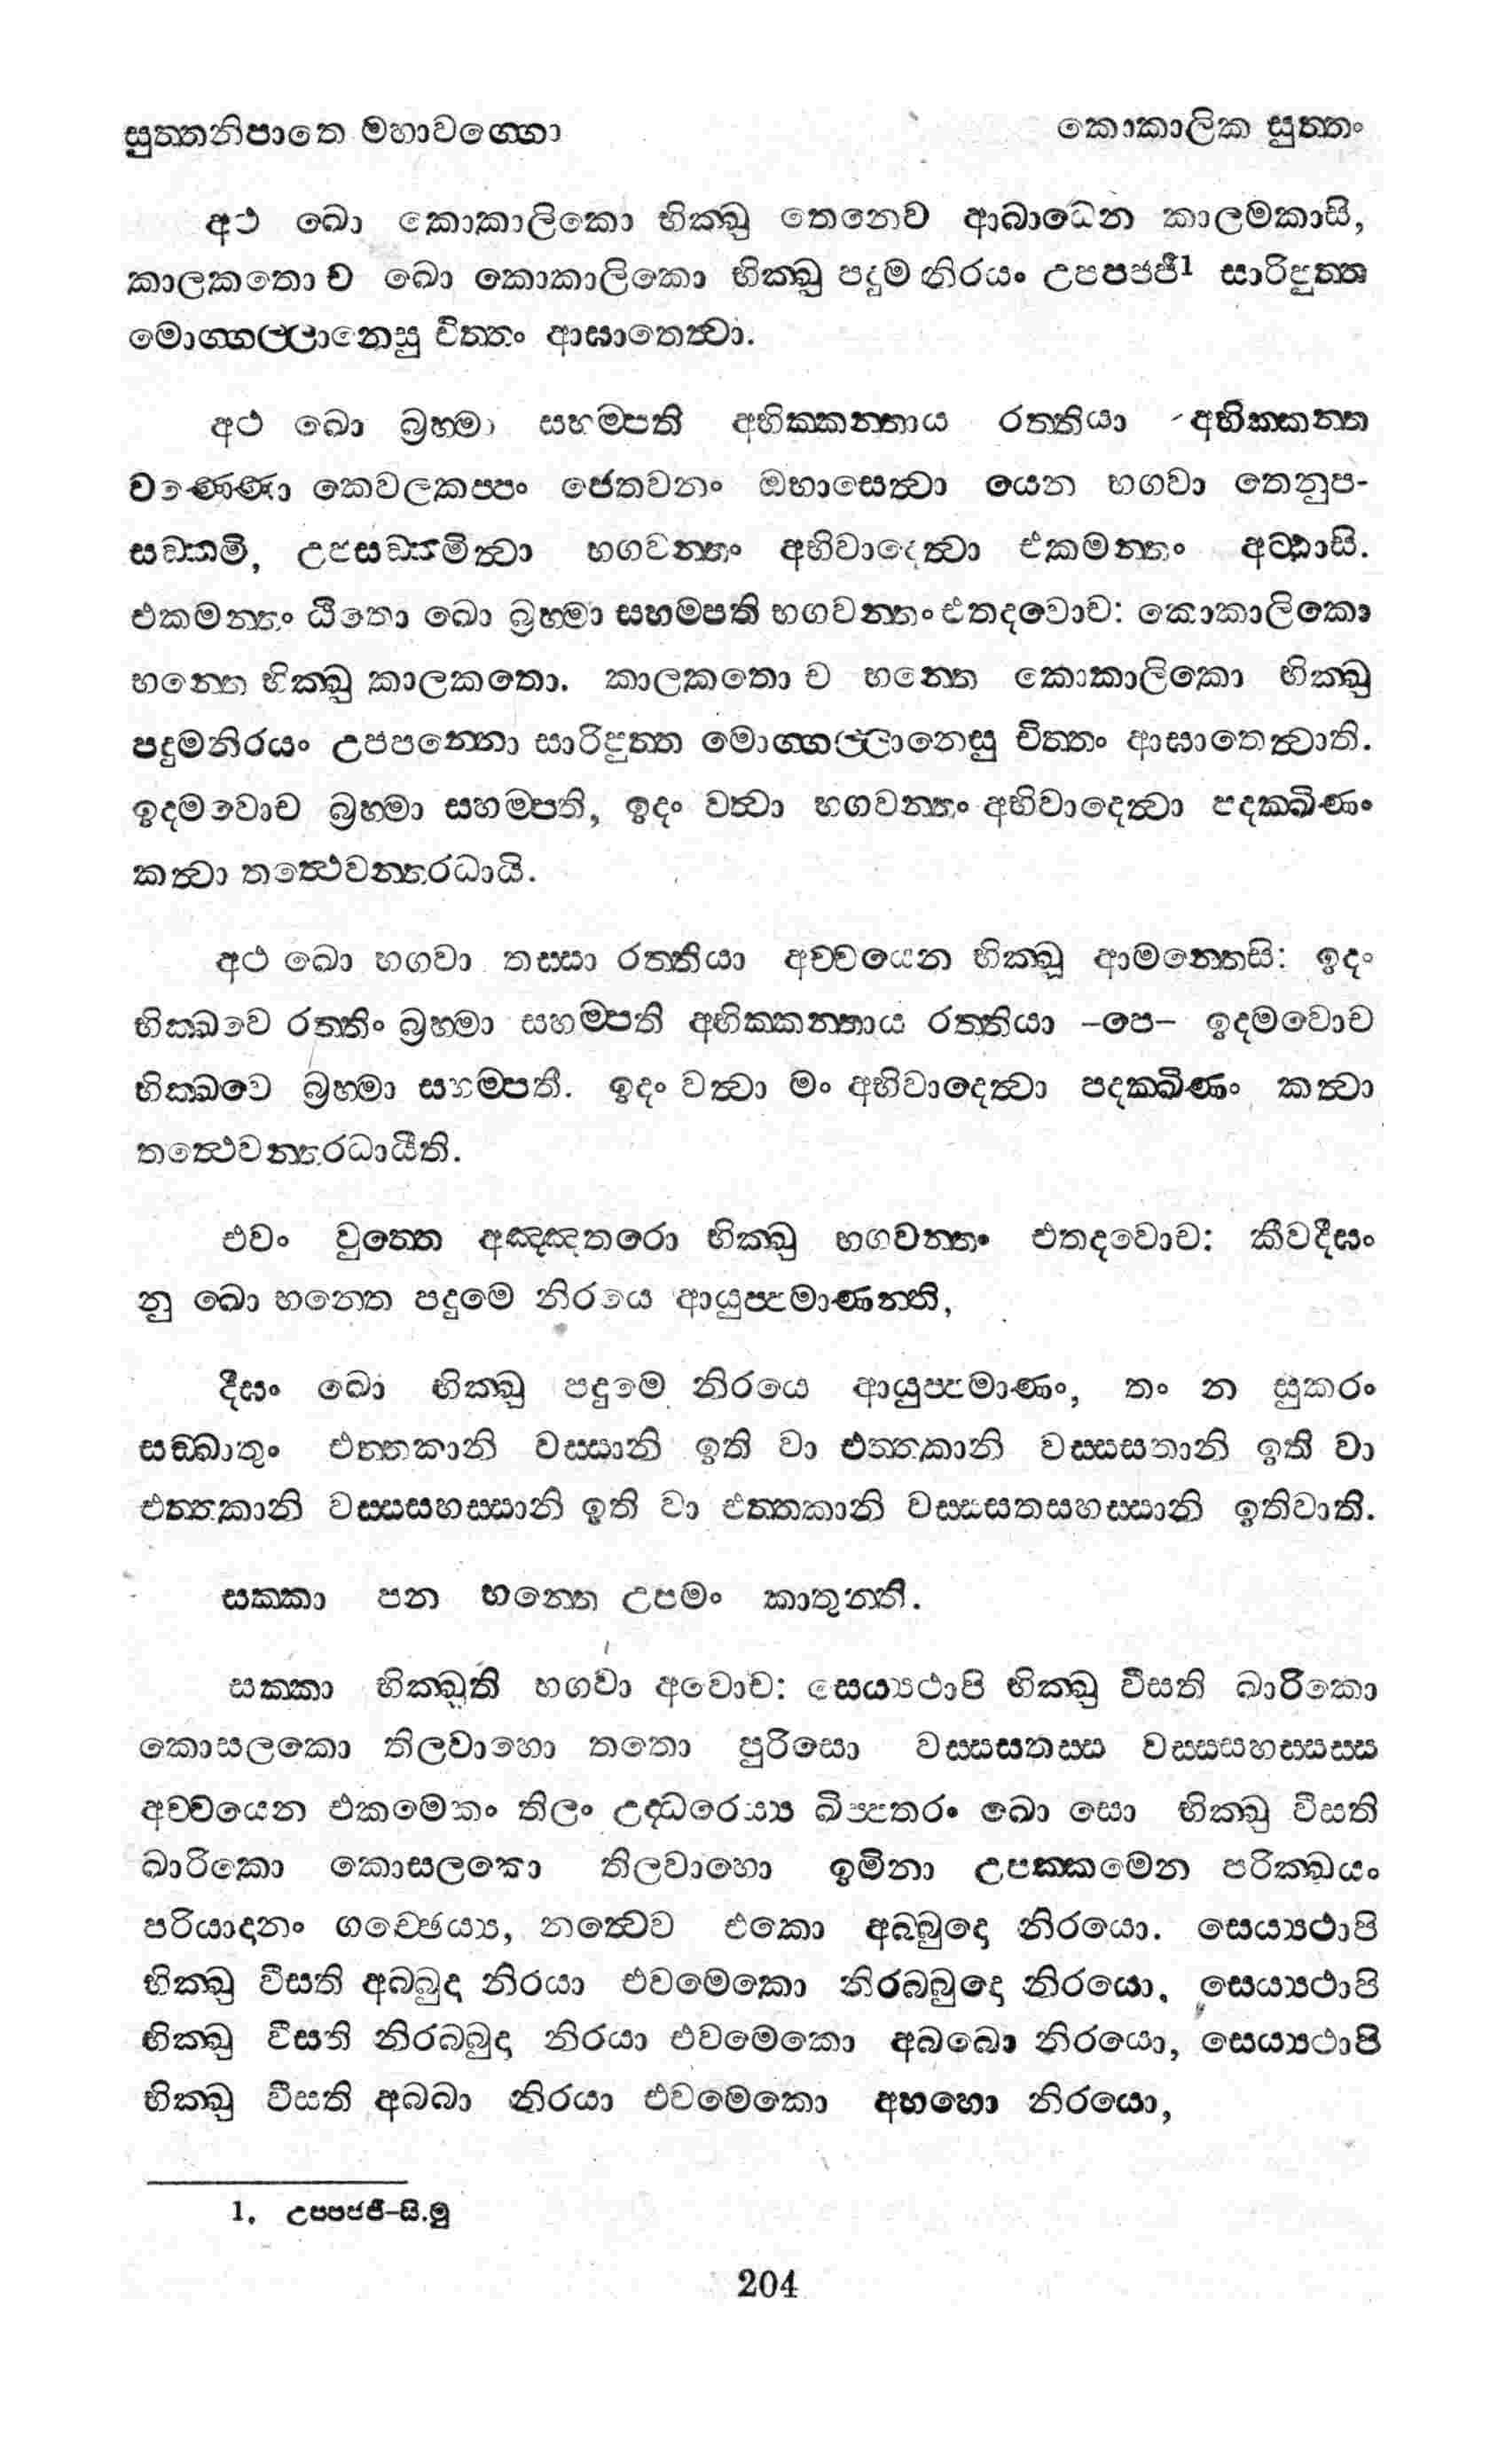 සුත්තනිපාතෙ මහාවග්ගො
කොකාලික සුත්තං
අථ ඛො කොකාලිකො භික්ඛු තෙනෙව ආබාධෙන කාලමකාසි,
කාලකතො ච ඛො කොකාලිකො භික්ඛු පදුම නිරයං උපපජජි1 සාරිපුත්ත
මොග්ගල්ලානෙසු චිත්තං ආඝාතෙත්වා.
අථ ඛො බ්‍රහ්මා සහම්පති අභික්කන්තාය රත්තියා අභික්කන්ත
වණ්ණො කෙවලකප්පං ජෙතවනං ඔභාසෙත්වා යෙන භගවා තෙනුප-
සඞ්කමි, උපසඞ්කමිත්වා භගවන්තං අභිවාදෙත්වා එකමන්තං අට්ඨාසි.
එකමන්තං ඨිතො ඛො බ්‍රහ්මා සහම්පති භගවන්තං එතදවොච: කොකාලිකො
භන්තෙ භික්ඛු කාලකතො. කාලකතො ච භන්තෙ කොකාලිකො භික්ඛු
පදුමනිරයං උපපන්නො සාරිපුත්ත මොග්ගල්ලානෙසු චිත්තං ආඝාතෙත්වාති.
ඉදමවොච බ්‍රහ්මා සහම්පති, ඉදං වත්වා භගවන්තං අභිවාදෙත්වා පදක්ඛිණං
කත්වා තත්ථෙවන්තරධායි.
අථ ඛො භගවා තස්සා රත්තියා අච්චයෙන භික්ඛූ ආමන්තෙසි: ඉදං
භික්ඛවෙ රත්තිං බ්‍රහ්මා සහම්පති අභික්කන්තාය රත්තියා –පෙ– ඉදමවොච
භික්ඛවෙ බ්‍රහ්මා සහම්පති. ඉදං වත්වා මං අභිවාදෙත්වා පදක්ඛිණං කත්වා
තත්ථෙවන්තරධායීති.
එවං වුත්තෙ අඤ්ඤතරො භික්ඛු භගවන්තං එතදවොච: කීවදීඝං
නු ඛො භන්තෙ පදුමෙ නිරයෙ ආයුප්පමාණන්ති,
දීඝං ඛො භික්ඛු පදුමෙ නිරයෙ ආයුප්පමාණං, තං න සුකරං
සඞ්ඛාතුං එත්තකානි වස්සානි ඉති වා එත්තකානි වස්සසතානි ඉති වා
එත්තකානි වස්සසහස්සානි ඉති වා එත්තකානි වස්සසතසහස්සානි ඉතිවාති.
සක්කා පන භන්තෙ උපමං කාතුන්ති.
සක්කා භික්ඛූති භගවා අවොච: සෙය්‍යථාපි භික්ඛු වීසති ඛාරිකො
කොසලකො තිලවාහො තතො පුරිසො වස්සසතස්ස වස්සසහස්සස්ස
අච්චයෙන එකමෙකං තිලං උද්ධරෙය්‍ය ඛිප්පතරං ඛො සො භික්ඛු වීසති
ඛාරිකො කොසලකො තිලවාහො ඉමිනා උපක්කමෙන පරික්ඛයං
පරියාදානං ගච්ඡෙය්‍ය, නත්වෙව එකො අබ්බුදො නිරයො. සෙය්‍යථාපි
භික්ඛු වීසති අබ්බුදා නිරයා එවමෙකො නිරබ්බුදො නිරයො, සෙය්‍යථාපි
භික්ඛු වීසති නිරබ්බුදා නිරයා එවමෙකො අබබො නිරයො, සෙය්‍යථාපි
භික්ඛු වීසති අබබා නිරයා එවමෙකො අහහො නිරයො,
1. උපපජජි–සි.මු
204